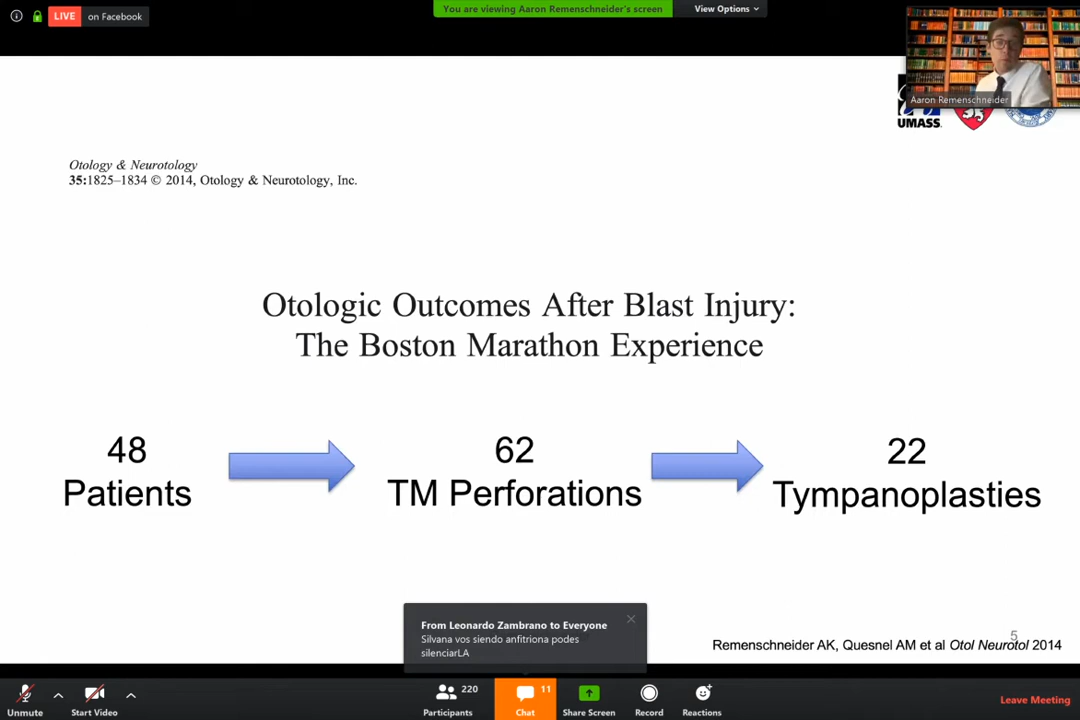 LIVE
on Facebook
You are viewing Aaron Remenschneider's screen
View Options
Aaron Remenschneider
UMASS.
Otology & Neurotology
35:1825–1834 © 2014, Otology & Neurotology, Inc.
Otologic Outcomes After Blast Injury:
The Boston Marathon Experience
48
Patients
62
TM Perforations
22
Tympanoplasties
From Leonardo Zambrano to Everyone
Silvana vos siendo anfitriona podes
silenciarLA
5
Remenschneider AK, Quesnel AM et al Otol Neurotol 2014
Unmute
Start Video
220
Participants
11
Chat
Share Screen
Record
Reactions
Leave Meeting